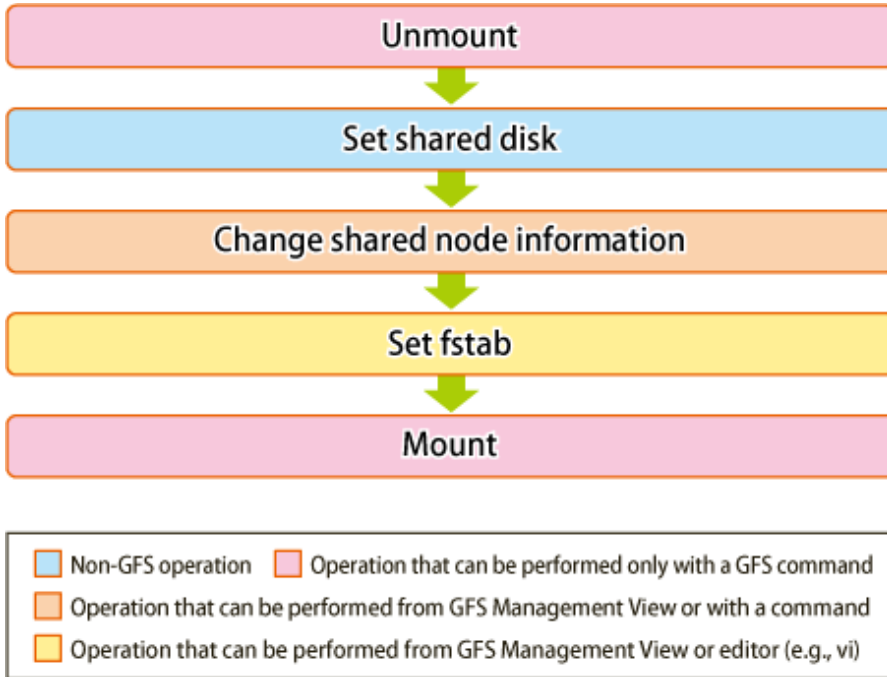 Unmount
Set shared disk
Change shared node information
Set fstab
Mount
Non-GFS operation Operation that can be performed only with a GFS command
Operation that can be performed from GFS Management View or with a command
Operation that can be performed from GFS Management View or editor (e.g., vi)